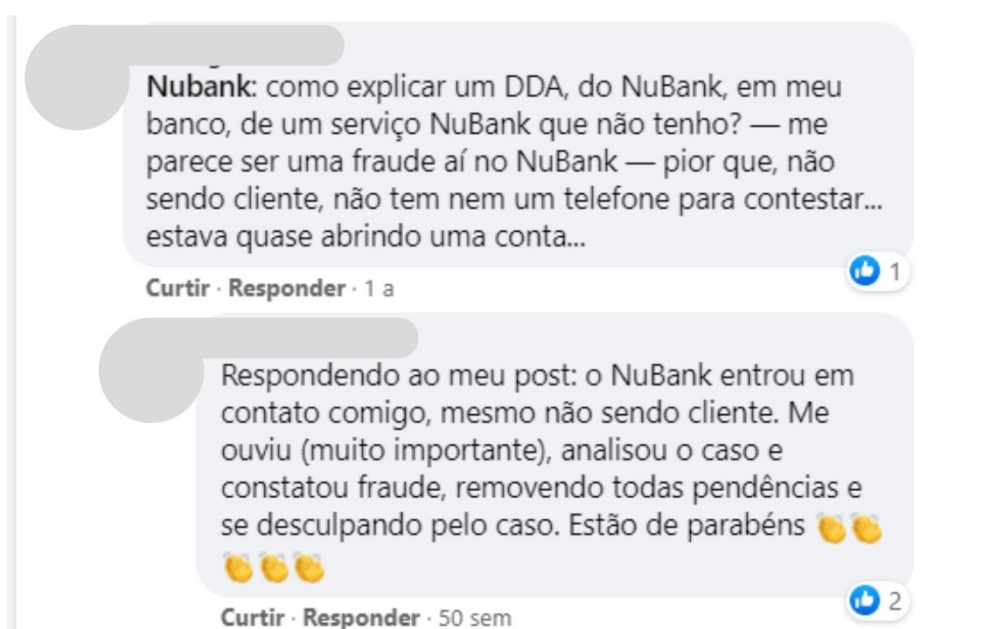 Nubank: como explicar um DDA, do NuBank, em meu
banco, de um serviço NuBank que não tenho? — me
parece ser uma fraude aí no NuBank — pior que, não
sendo cliente, não tem nem um telefone para contestar...
estava quase abrindo uma conta...
1
Curtir · Responder · 1 a
Respondendo ao meu post: o NuBank entrou em
contato comigo, mesmo não sendo cliente. Me
ouviu (muito importante), analisou o caso e
constatou fraude, removendo todas pendências e
se desculpando pelo caso. Estão de parabéns 👏👏
👏👏👏
2
Curtir · Responder · 50 sem